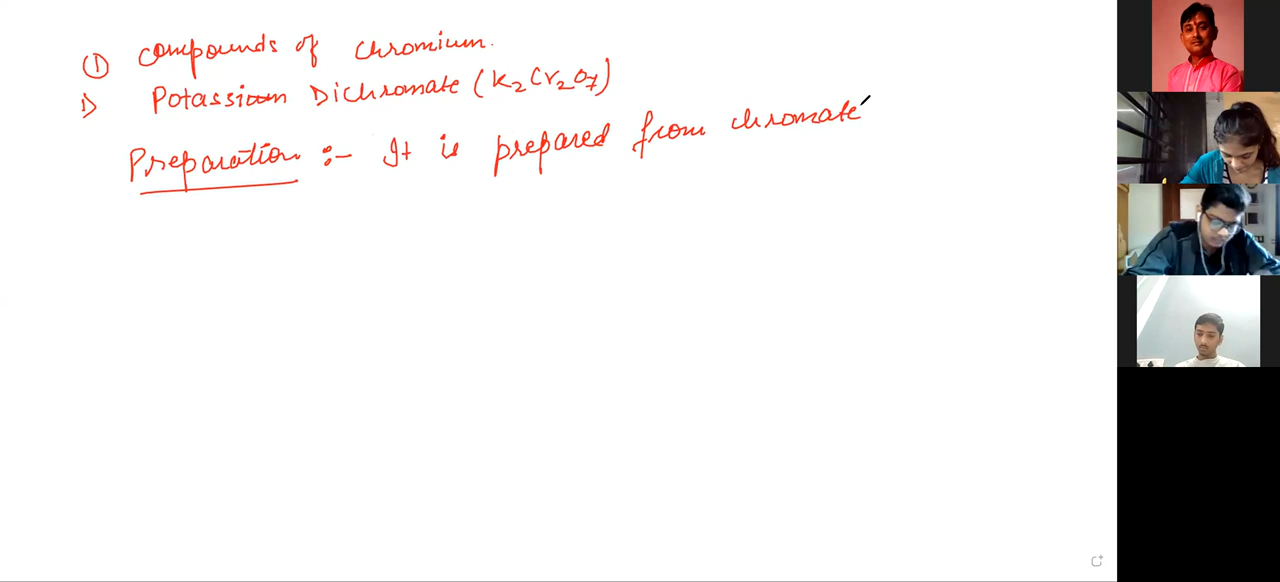 ① Compounds of chromium.
1) Potassium Dichromate (K₂Cr₂O₇)
Preparation :- It is prepared from chromate